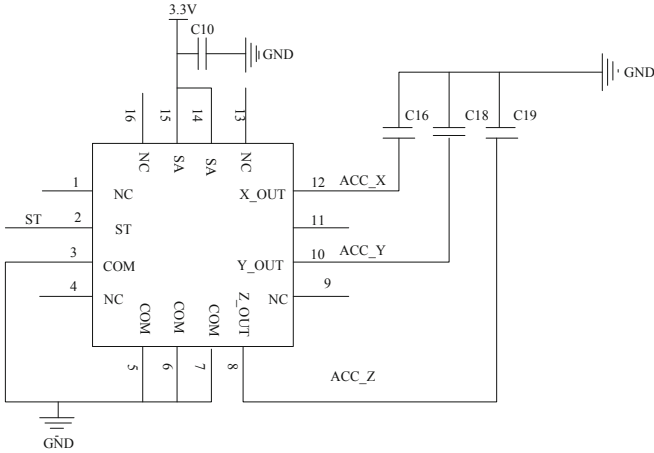 3.3V
C10
GND
16
15
14
13
GND
C16
C18
C19
NC
SA
SA
NC
1
NC
X_OUT
12
ACC_X
ST
2
ST
11
3
COM
Y_OUT
10
ACC_Y
4
NC
NC
9
COM
COM
COM
Z_OUT
5
6
7
8
ACC_Z
GND